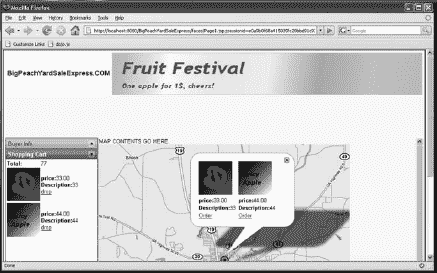 Mozilla Firefox
File Edit View History Bookmarks Tools Help
Customize Links
BigPeachYardSaleExpress.COM
Fruit Festival
One apple for 1$, cheers!
Buyer Info
Shopping Cart
Total: 77
price:33.00
Description:33
drop
price:44.00
Description:44
drop
MAP CONTENTS GO HERE
price:33.00
Description:33
Order
price:44.00
Description:44
Order
Done